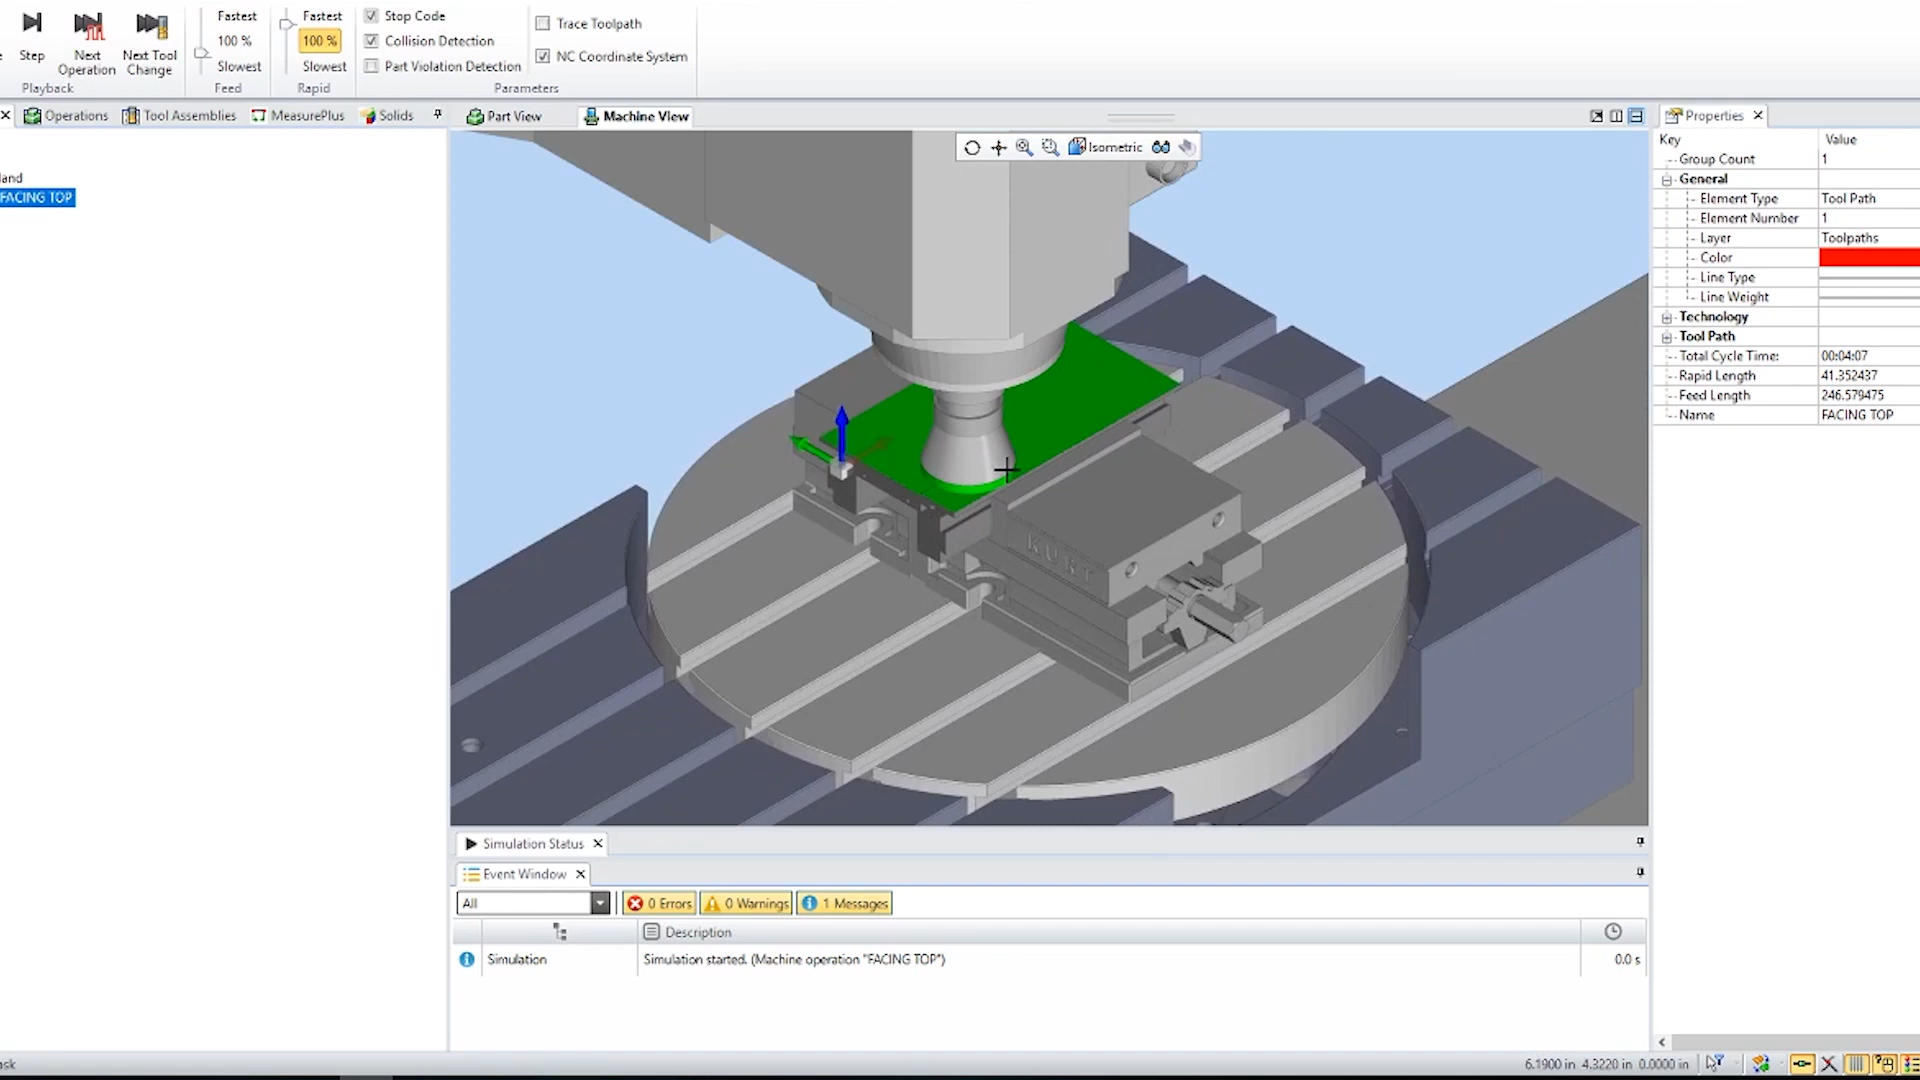 Step
Next
Operation
Next Tool
Change
Playback
Fastest
100 %
Slowest
Feed
Fastest
100 %
Slowest
Rapid
Stop Code
Collision Detection
Part Violation Detection
Trace Toolpath
NC Coordinate System
Parameters
Operations
Tool Assemblies
MeasurePlus
Solids
Part View
Machine View
Properties
Isometric
Key Value
Group Count 1
General
Element Type Tool Path
Element Number 1
Layer Toolpaths
Color
Line Type
Line Weight
Technology
Tool Path
Total Cycle Time: 00:04:07
Rapid Length 41.352437
Feed Length 246.579475
Name FACING TOP
land
FACING TOP
KURT
Simulation Status
Event Window
All
0 Errors
0 Warnings
1 Messages
Description
Simulation
Simulation started. (Machine operation "FACING TOP")
0.0 s
ask
6.1900 in 4.3220 in 0.0000 in